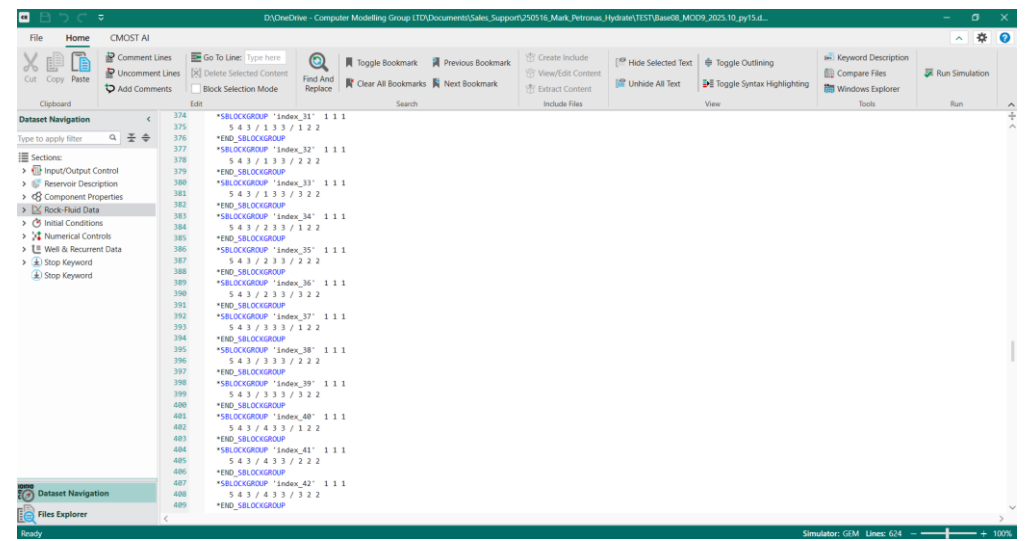 D:\OneDrive - Computer Modelling Group LTD\Documents\Sales_Support\250516_Mark_Petronas_Hydrate\TEST\Base08_MOD9_2025.10_py15.d...
File Home CMOST AI
Cut Copy Paste
Comment Lines
Uncomment Lines
Add Comments
Clipboard
Go To Line: Type here
Delete Selected Content
Block Selection Mode
Edit
Find And Replace
Toggle Bookmark Previous Bookmark
Clear All Bookmarks Next Bookmark
Search
Create Include
View/Edit Content
Extract Content
Include Files
Hide Selected Text Toggle Outlining
Unhide All Text Toggle Syntax Highlighting
View
Keyword Description
Compare Files
Windows Explorer
Tools
Run Simulation
Run
Dataset Navigation
Type to apply filter
Sections:
Input/Output Control
Reservoir Description
Component Properties
Rock-Fluid Data
Initial Conditions
Numerical Controls
Well & Recurrent Data
Stop Keyword
Stop Keyword
Dataset Navigation
Files Explorer
374 *SBLOCKGROUP 'index_31' 1 1 1
375 5 4 3 / 1 3 3 / 1 2 2
376 *END_SBLOCKGROUP
377 *SBLOCKGROUP 'index_32' 1 1 1
378 5 4 3 / 1 3 3 / 2 2 2
379 *END_SBLOCKGROUP
380 *SBLOCKGROUP 'index_33' 1 1 1
381 5 4 3 / 1 3 3 / 3 2 2
382 *END_SBLOCKGROUP
383 *SBLOCKGROUP 'index_34' 1 1 1
384 5 4 3 / 2 3 3 / 1 2 2
385 *END_SBLOCKGROUP
386 *SBLOCKGROUP 'index_35' 1 1 1
387 5 4 3 / 2 3 3 / 2 2 2
388 *END_SBLOCKGROUP
389 *SBLOCKGROUP 'index_36' 1 1 1
390 5 4 3 / 2 3 3 / 3 2 2
391 *END_SBLOCKGROUP
392 *SBLOCKGROUP 'index_37' 1 1 1
393 5 4 3 / 3 3 3 / 1 2 2
394 *END_SBLOCKGROUP
395 *SBLOCKGROUP 'index_38' 1 1 1
396 5 4 3 / 3 3 3 / 2 2 2
397 *END_SBLOCKGROUP
398 *SBLOCKGROUP 'index_39' 1 1 1
399 5 4 3 / 3 3 3 / 3 2 2
400 *END_SBLOCKGROUP
401 *SBLOCKGROUP 'index_40' 1 1 1
402 5 4 3 / 4 3 3 / 1 2 2
403 *END_SBLOCKGROUP
404 *SBLOCKGROUP 'index_41' 1 1 1
405 5 4 3 / 4 3 3 / 2 2 2
406 *END_SBLOCKGROUP
407 *SBLOCKGROUP 'index_42' 1 1 1
408 5 4 3 / 4 3 3 / 3 2 2
409 *END_SBLOCKGROUP
Ready
Simulator: GEM Lines: 624
100%